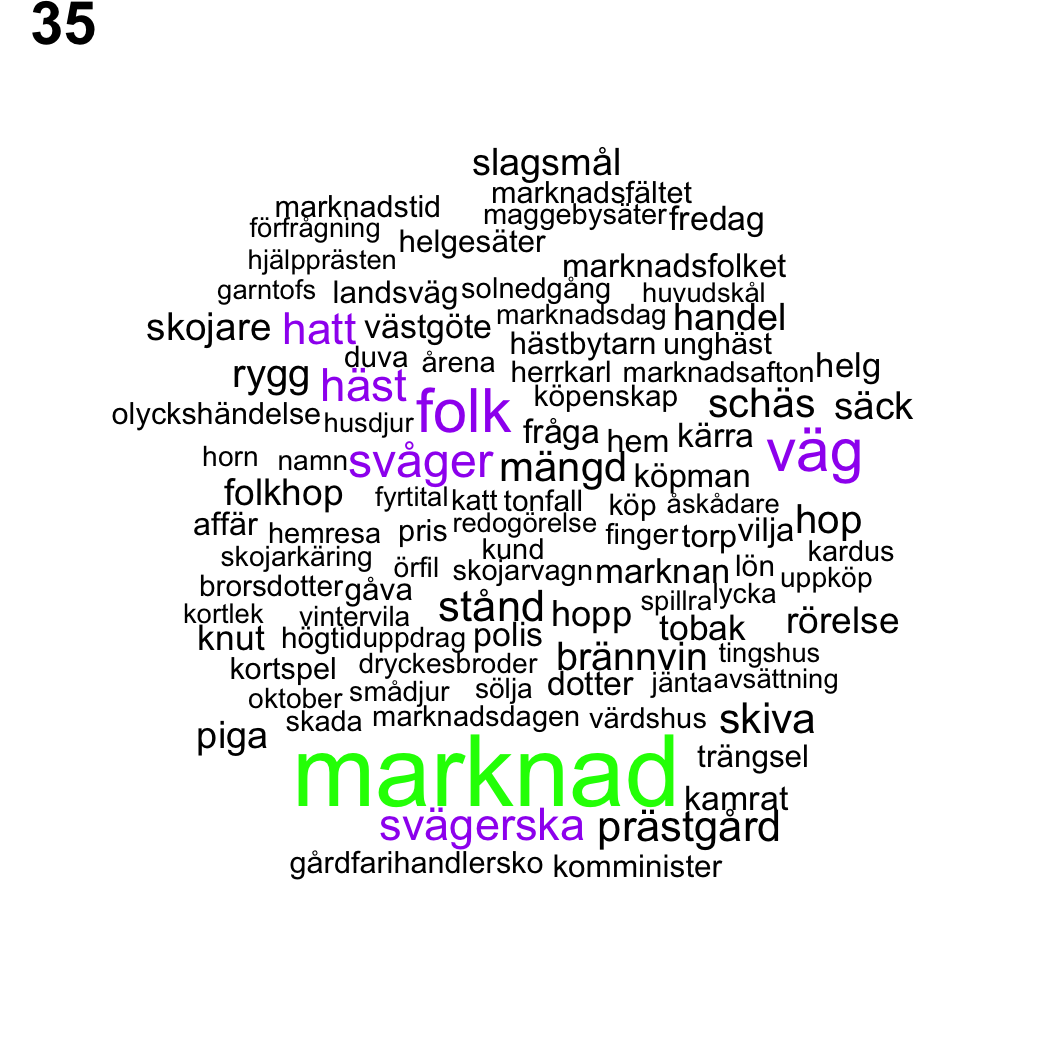 35
slagsmål
marknadsfältet
marknadstid maggebysäter fredag
förfrågning helgesäter
hjälpprästen marknadsfolket
garntofs landsväg solnedgång huvudskål
skojare hatt västgöte marknadsdag handel
hästbytarn unghäst
duva årena herrkarl marknadsafton helg
rygg häst folk köpenskap schäs säck
olyckshändelse husdjur fråga hem kärra väg
horn namn svåger mängd köpman
folkhop fyrtital katt tonfall köp åskådare
affär hemresa pris redogörelse finger torp vilja hop
skojarkäring kund kardus
örfil skojarvagn marknan lön uppköp
brorsdotter gåva stånd hopp spillra lycka
kortlek vintervila tobak rörelse
knut högtid uppdrag polis
kortspel dryckesbroder brännvin tingshus
oktober smådjur sölja dotter jänta avsättning
skada marknadsdagen värdshus skiva
piga marknad trängsel
kamrat
svägerska prästgård
gårdfarihandlersko komminister